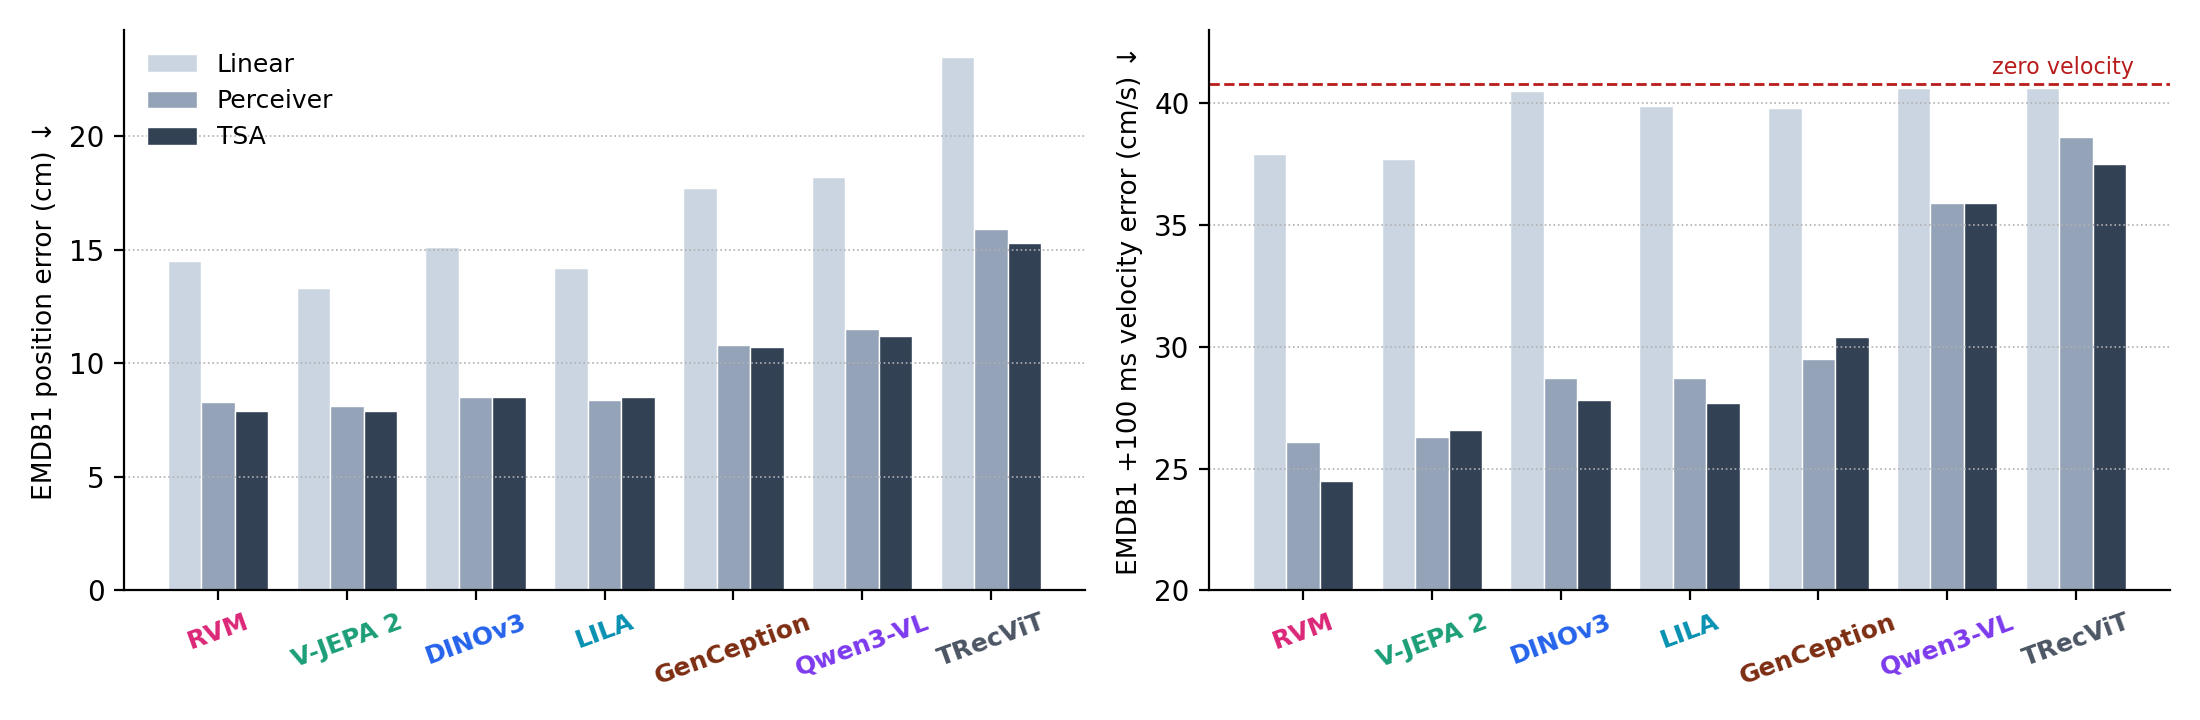 EMDB1 position error (cm) ↓
20
15
10
5
0
Linear
Perceiver
TSA
RVM
V-JEPA 2
DINOv3
LILA
GenCeption
Qwen3-VL
TRecViT
EMDB1 +100 ms velocity error (cm/s) ↓
40
35
30
25
20
zero velocity
RVM
V-JEPA 2
DINOv3
LILA
GenCeption
Qwen3-VL
TRecViT